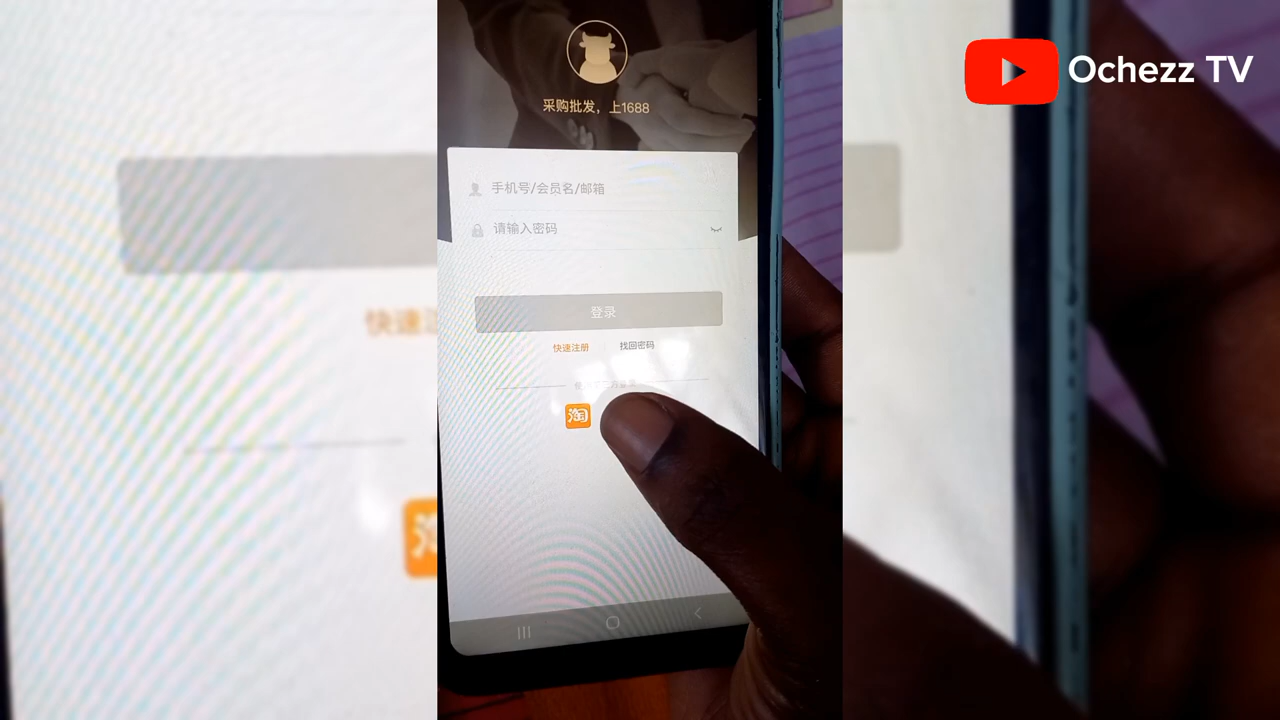 Ochezz TV
采购批发，上1688
手机号/会员名/邮箱
请输入密码
登录
快速注册
找回密码
淘
快速